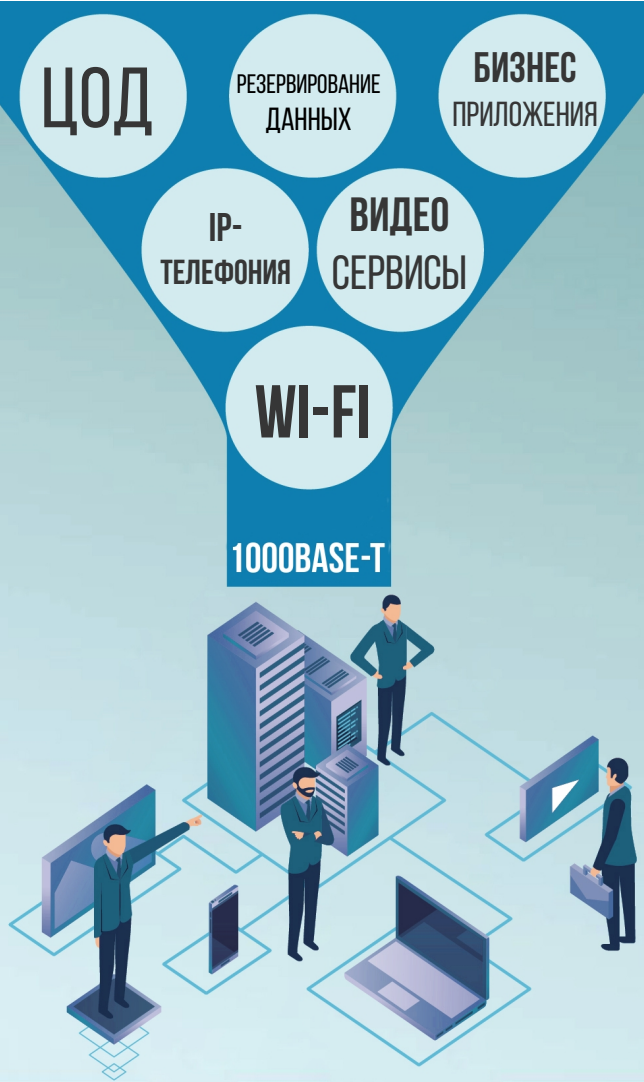 ЦОД
РЕЗЕРВИРОВАНИЕ
ДАННЫХ
БИЗНЕС
ПРИЛОЖЕНИЯ
IP-
ТЕЛЕФОНИЯ
ВИДЕО
СЕРВИСЫ
WI-FI
1000BASE-T